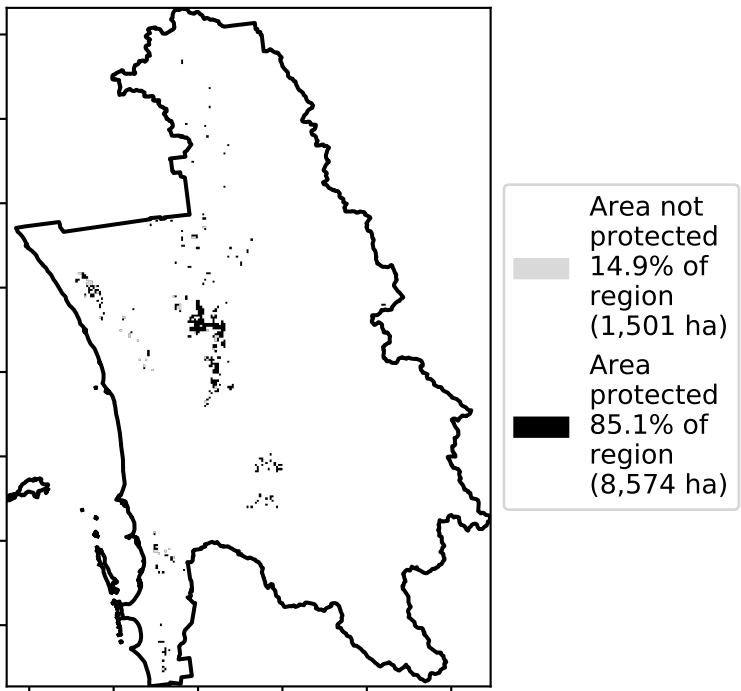 Area not
protected
14.9% of
region
(1,501 ha)
Area
protected
85.1% of
region
(8,574 ha)